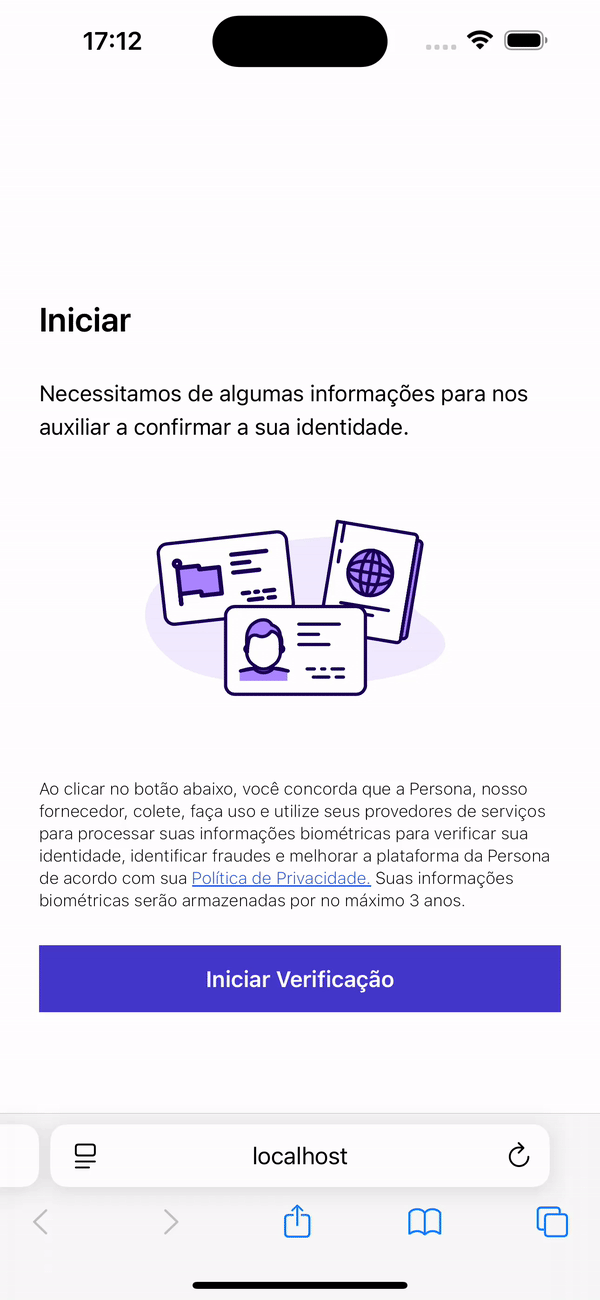 17:12
Iniciar
Necessitamos de algumas informações para nos
auxiliar a confirmar a sua identidade.
Ao clicar no botão abaixo, você concorda que a Persona, nosso
fornecedor, colete, faça uso e utilize seus provedores de serviços
para processar suas informações biométricas para verificar sua
identidade, identificar fraudes e melhorar a plataforma da Persona
de acordo com sua Política de Privacidade. Suas informações
biométricas serão armazenadas por no máximo 3 anos.
Iniciar Verificação
localhost